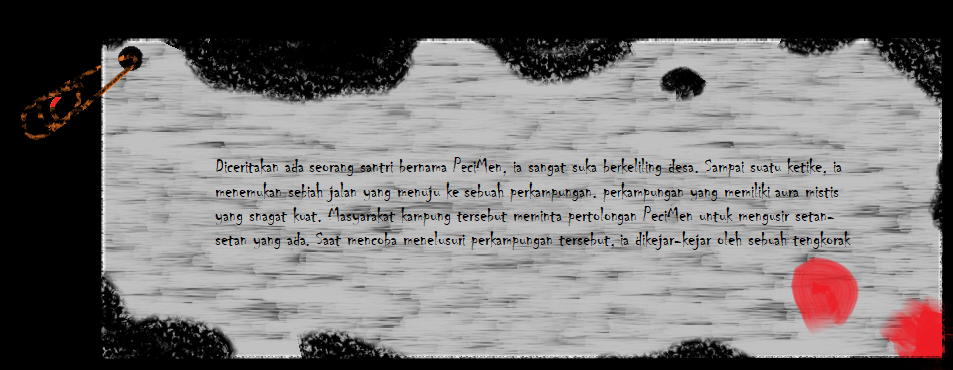 Diceritakan ada seorang santri bernama PeciMen, ia sangat suka berkeliling desa. Sampai suatu ketike, ia
menemukan sebiah jalan yang menuju ke sebuah perkampungan. perkampungan yang memiliki aura mistis
yang snagat kuat. Masyarakat kampung tersebut meminta pertolongan PeciMen untuk mengusir setan-
setan yang ada. Saat mencoba menelusuri perkampungan tersebut, ia dikejar-kejar oleh sebuah tengkorak